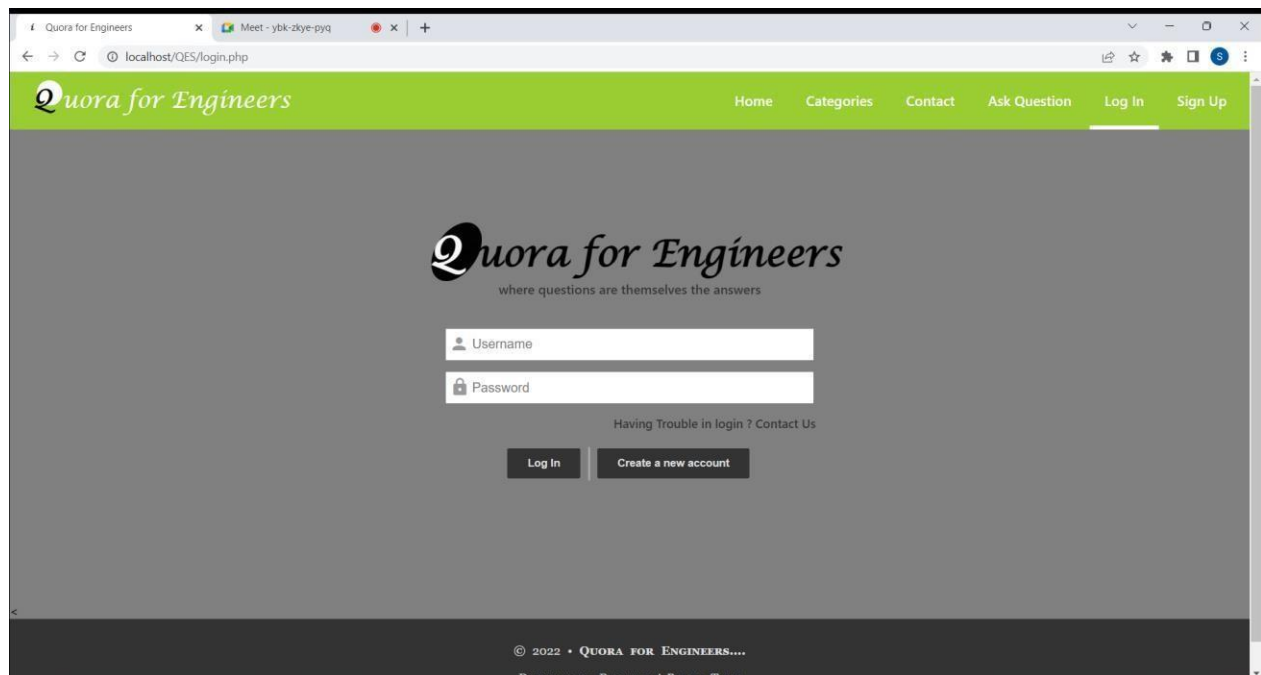 Quora for Engineers Meet - ybk-zkye-pyq
localhost/QES/login.php S
Quora for Engineers Home Categories Contact Ask Question Log In Sign Up
Quora for Engineers
where questions are themselves the answers
Username
Password
Having Trouble in login ? Contact Us
Log In Create a new account
<
© 2022 • Quora for Engineers....